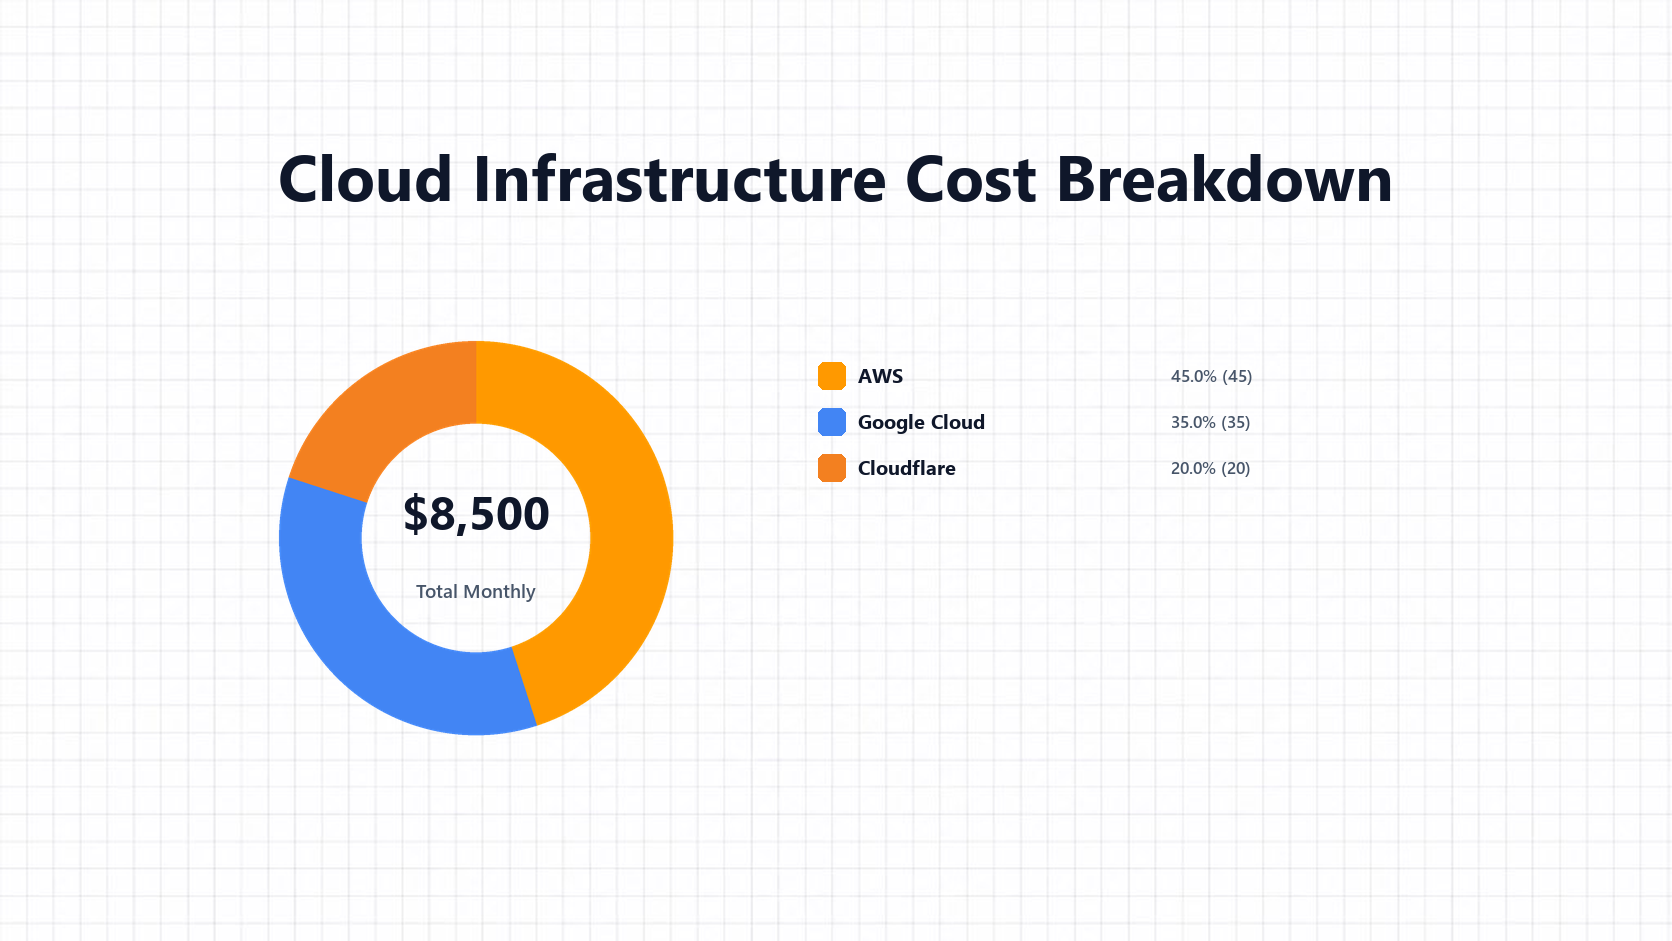 Cloud Infrastructure Cost Breakdown
$8,500
Total Monthly
AWS 45.0% (45)
Google Cloud 35.0% (35)
Cloudflare 20.0% (20)